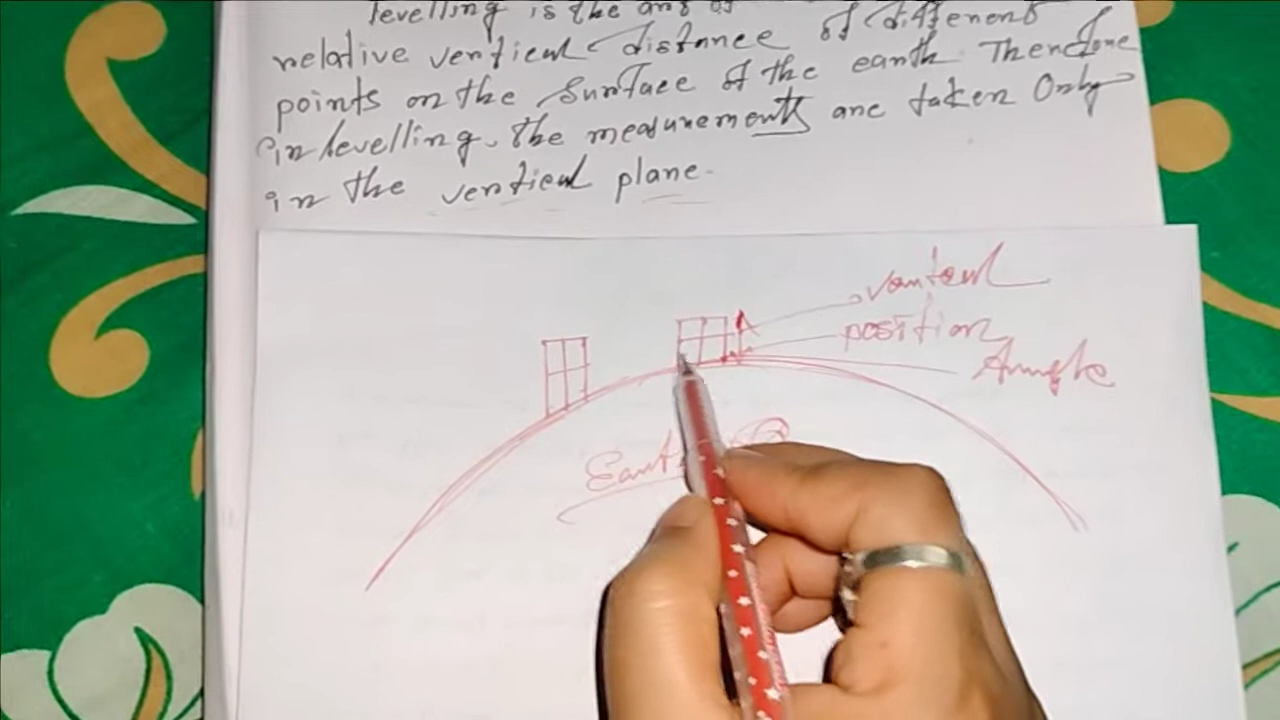 levelling is the
relative vertical distance of different
points on the surface of the earth Therefore
in levelling, the measurements are taken Only
in the vertical plane.
position
Angle
Earth